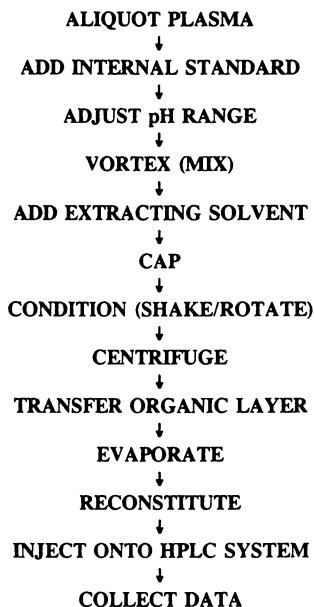 ALIQUOT PLASMA
↓
ADD INTERNAL STANDARD
↓
ADJUST pH RANGE
↓
VORTEX (MIX)
↓
ADD EXTRACTING SOLVENT
↓
CAP
↓
CONDITION (SHAKE/ROTATE)
↓
CENTRIFUGE
↓
TRANSFER ORGANIC LAYER
↓
EVAPORATE
↓
RECONSTITUTE
↓
INJECT ONTO HPLC SYSTEM
↓
COLLECT DATA